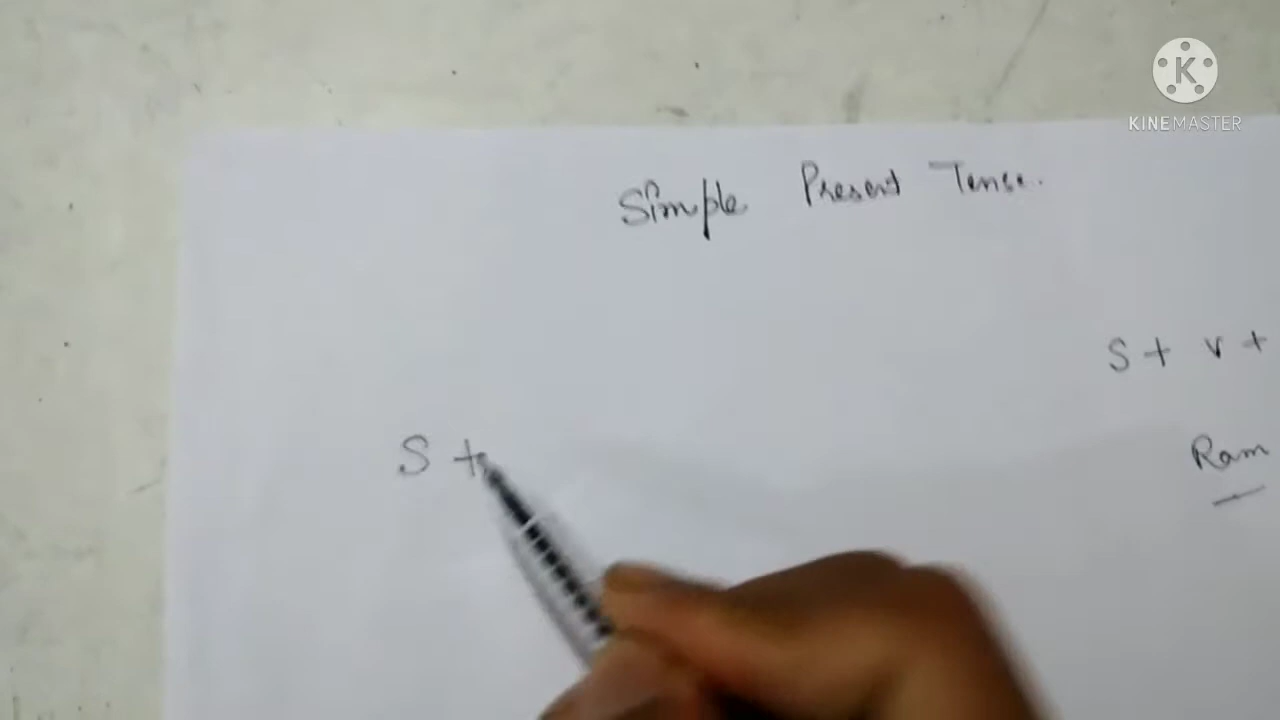 K
KINEMASTER
Simple Present Tense.
S + V +
S +
Ram